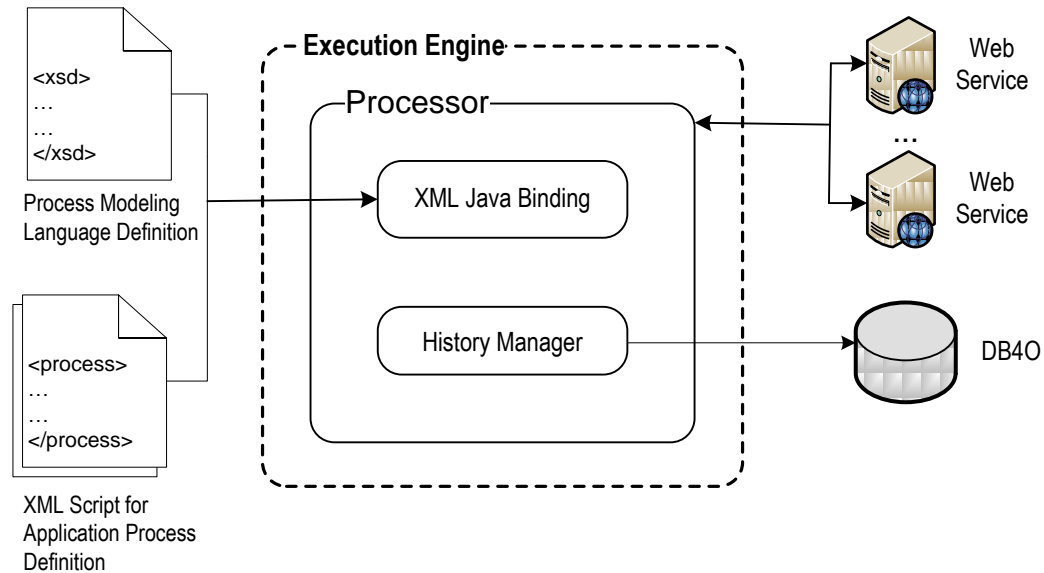 <xsd>
…
…
</xsd>
Process Modeling
Language Definition
<process>
…
…
</process>
XML Script for
Application Process
Definition
Execution Engine
Processor
XML Java Binding
History Manager
Web
Service
…
Web
Service
DB4O